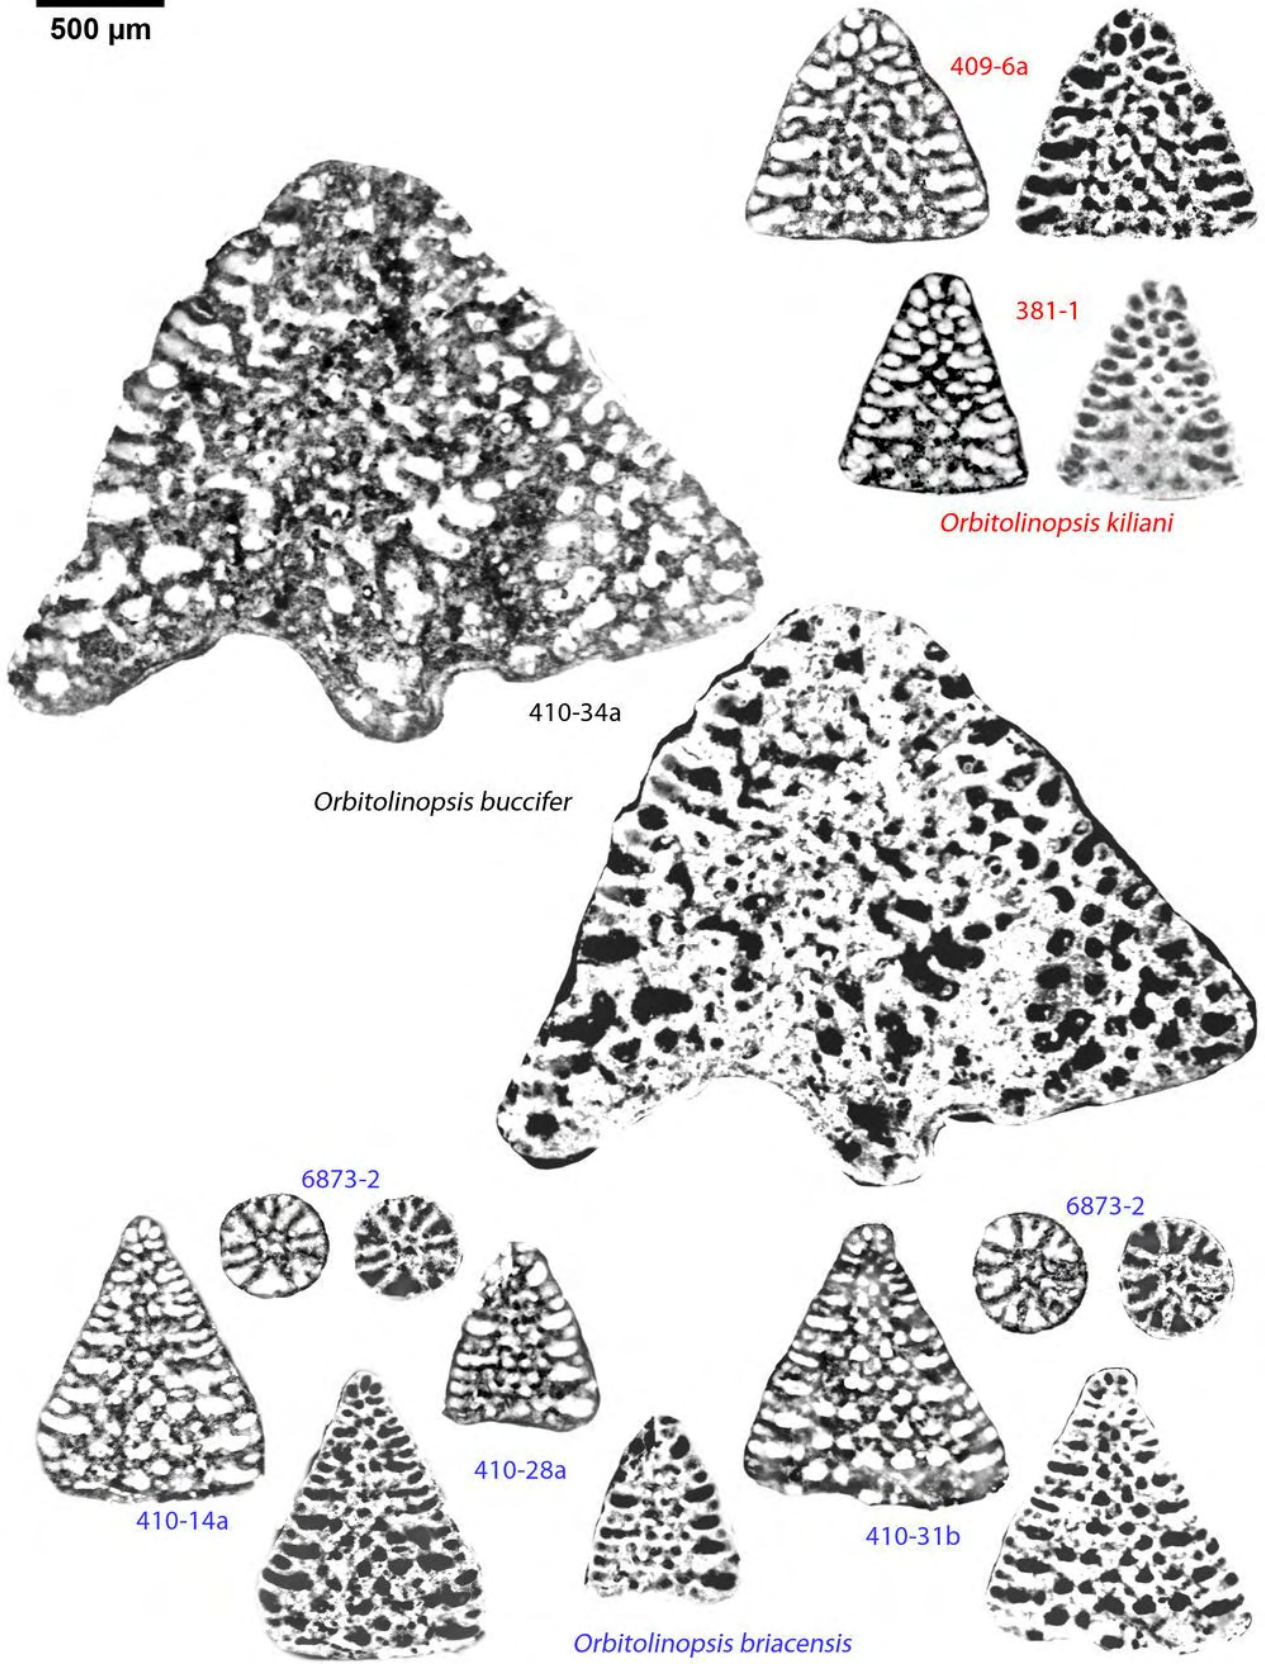 500 µm
409-6a
381-1
Orbitolinopsis kiliani
410-34a
Orbitolinopsis buccifer
6873-2
6873-2
410-28a
410-14a
410-31b
Orbitolinopsis briacensis